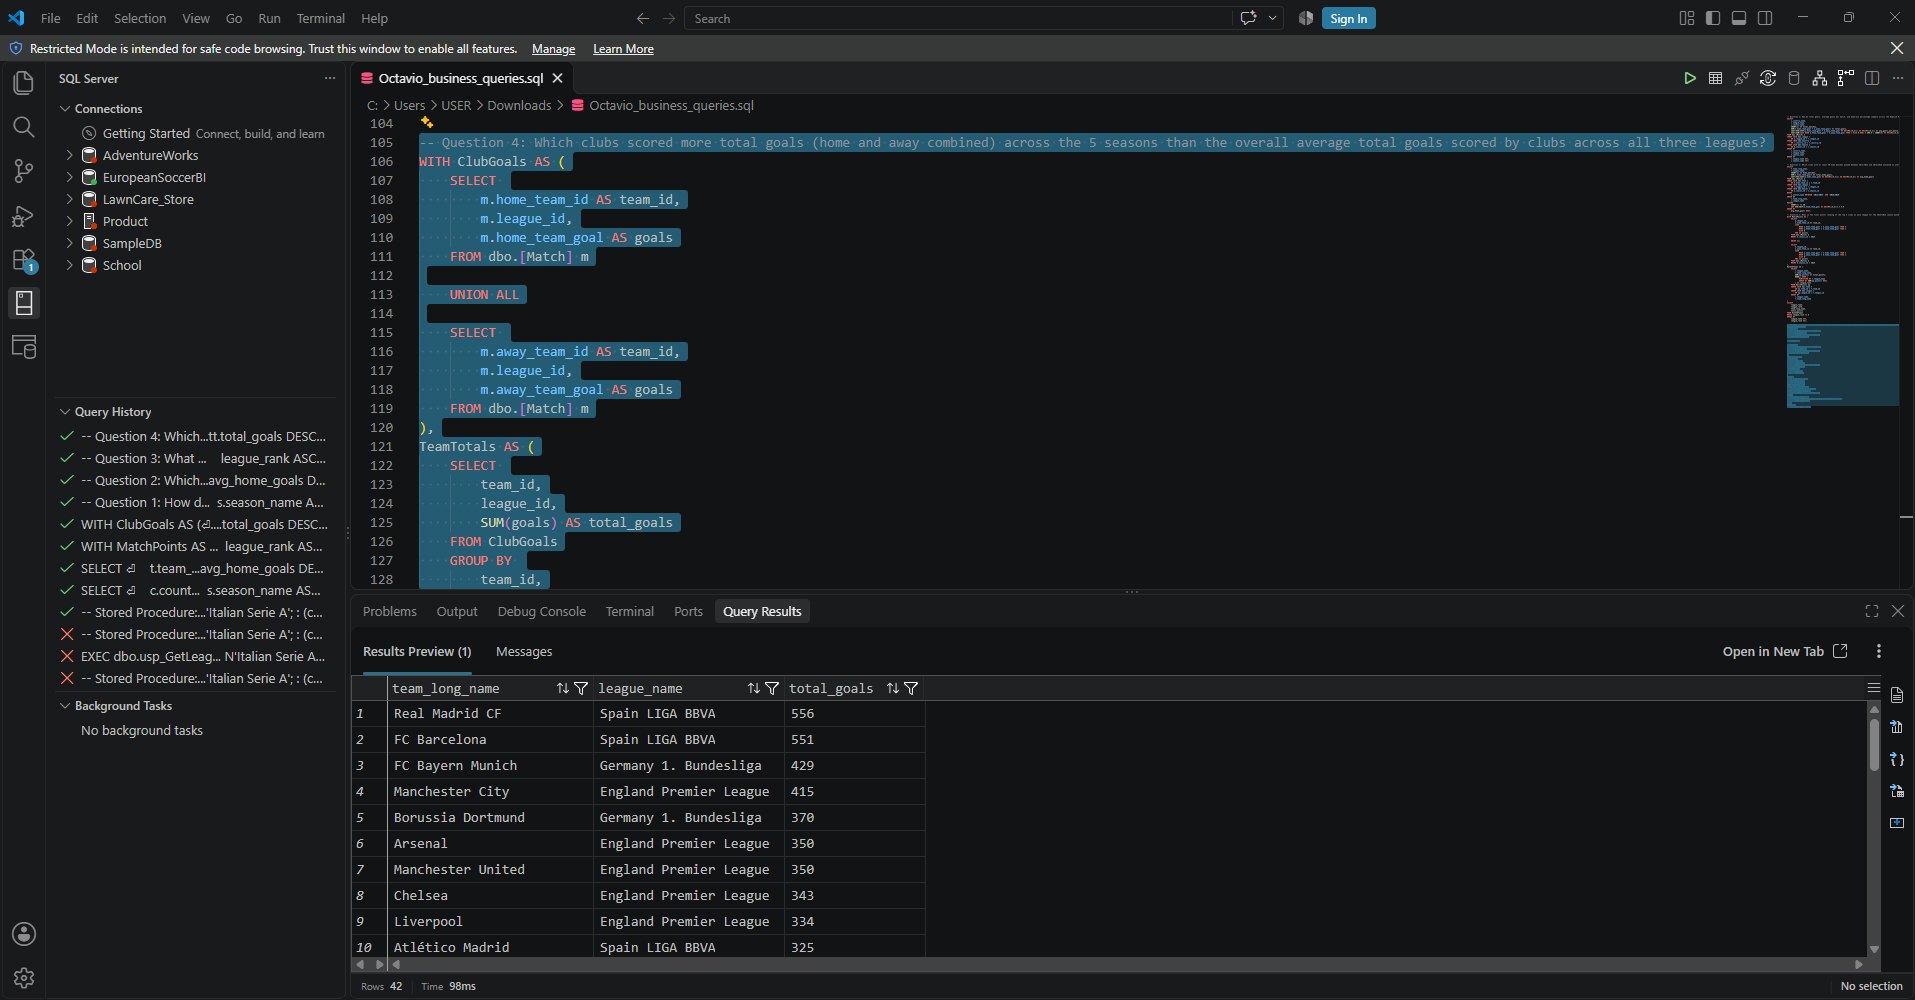 File Edit Selection View Go Run Terminal Help
Search
Sign In
Restricted Mode is intended for safe code browsing. Trust this window to enable all features. Manage Learn More
SQL Server
Connections
Getting Started Connect, build, and learn
AdventureWorks
EuropeanSoccerBI
LawnCare_Store
Product
SampleDB
School
1
Query History
-- Question 4: Which...tt.total_goals DESC...
-- Question 3: What ... league_rank ASC...
-- Question 2: Which...avg_home_goals D...
-- Question 1: How d... s.season_name A...
WITH ClubGoals AS (⏎....total_goals DESC...
WITH MatchPoints AS ... league_rank AS...
SELECT ⏎ t.team_...avg_home_goals DE...
SELECT ⏎ c.count... s.season_name AS...
-- Stored Procedure:...'Italian Serie A'; : (c...
-- Stored Procedure:...'Italian Serie A'; : (c...
EXEC dbo.usp_GetLeag... N'Italian Serie A...
-- Stored Procedure:...'Italian Serie A'; : (c...
Background Tasks
No background tasks
Octavio_business_queries.sql
C: > Users > USER > Downloads > Octavio_business_queries.sql
104
105 -- Question 4: Which clubs scored more total goals (home and away combined) across the 5 seasons than the overall average total goals scored by clubs across all three leagues?
106 WITH ClubGoals AS (
107 SELECT
108 m.home_team_id AS team_id,
109 m.league_id,
110 m.home_team_goal AS goals
111 FROM dbo.[Match] m
112
113 UNION ALL
114
115 SELECT
116 m.away_team_id AS team_id,
117 m.league_id,
118 m.away_team_goal AS goals
119 FROM dbo.[Match] m
120 ),
121 TeamTotals AS (
122 SELECT
123 team_id,
124 league_id,
125 SUM(goals) AS total_goals
126 FROM ClubGoals
127 GROUP BY
128 team_id,
Problems Output Debug Console Terminal Ports Query Results
Results Preview (1) Messages
Open in New Tab
team_long_name league_name total_goals
1 Real Madrid CF Spain LIGA BBVA 556
2 FC Barcelona Spain LIGA BBVA 551
3 FC Bayern Munich Germany 1. Bundesliga 429
4 Manchester City England Premier League 415
5 Borussia Dortmund Germany 1. Bundesliga 370
6 Arsenal England Premier League 350
7 Manchester United England Premier League 350
8 Chelsea England Premier League 343
9 Liverpool England Premier League 334
10 Atlético Madrid Spain LIGA BBVA 325
Rows 42 Time 98ms
No selection